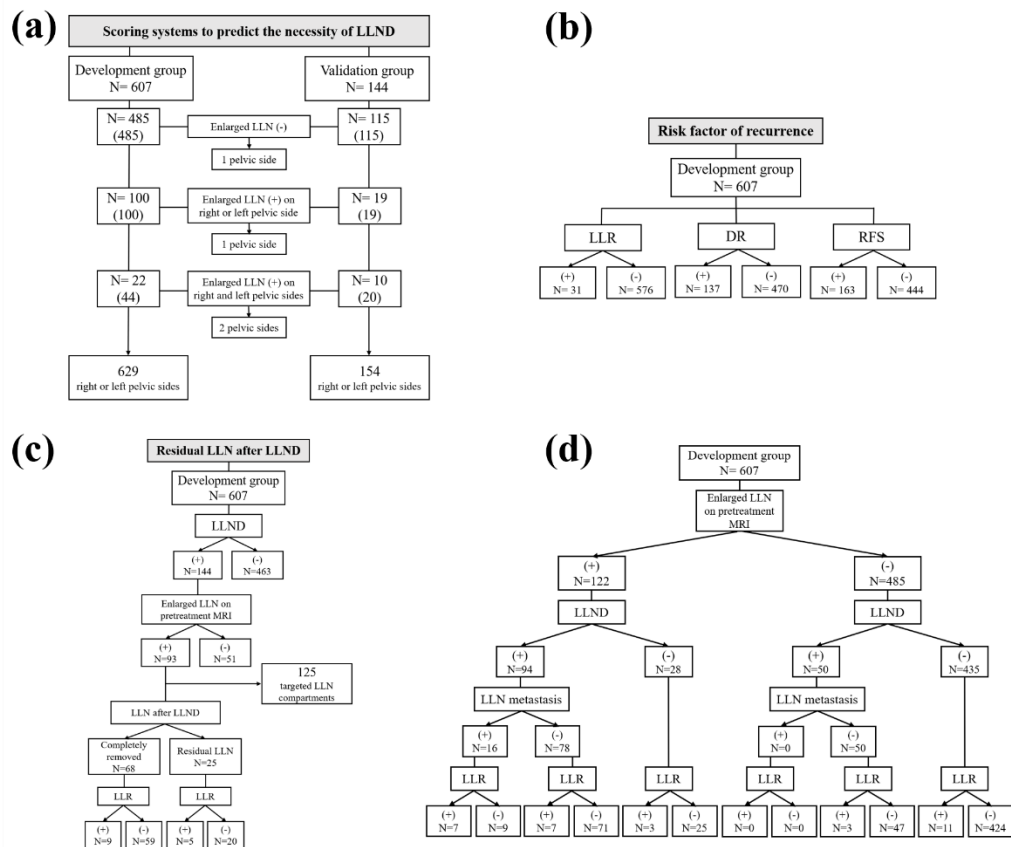 (a)
Scoring systems to predict the necessity of LLND
Development group
N= 607
Validation group
N= 144
N= 485
(485)
Enlarged LLN (-)
N= 115
(115)
1 pelvic side
N= 100
(100)
Enlarged LLN (+) on
right or left pelvic side
N= 19
(19)
1 pelvic side
N= 22
(44)
Enlarged LLN (+) on
right and left pelvic sides
N= 10
(20)
2 pelvic sides
629
right or left pelvic sides
154
right or left pelvic sides
(b)
Risk factor of recurrence
Development group
N= 607
LLR
DR
RFS
(+)
N= 31
(-)
N= 576
(+)
N= 137
(-)
N= 470
(+)
N= 163
(-)
N= 444
(c)
Residual LLN after LLND
Development group
N= 607
LLND
(+)
N=144
(-)
N=463
Enlarged LLN on
pretreatment MRI
(+)
N=93
(-)
N=51
125
targeted LLN
compartments
LLN after LLND
Completely
removed
N=68
Residual LLN
N=25
LLR
LLR
(+)
N=9
(-)
N=59
(+)
N=5
(-)
N=20
(d)
Development group
N= 607
Enlarged LLN
on pretreatment
MRI
(+)
N=122
(-)
N=485
LLND
LLND
(+)
N=94
(-)
N=28
(+)
N=50
(-)
N=435
LLN metastasis
LLN metastasis
(+)
N=16
(-)
N=78
(+)
N=0
(-)
N=50
LLR
LLR
LLR
LLR
LLR
LLR
(+)
N=7
(-)
N=9
(+)
N=7
(-)
N=71
(+)
N=3
(-)
N=25
(+)
N=0
(-)
N=0
(+)
N=3
(-)
N=47
(+)
N=11
(-)
N=424